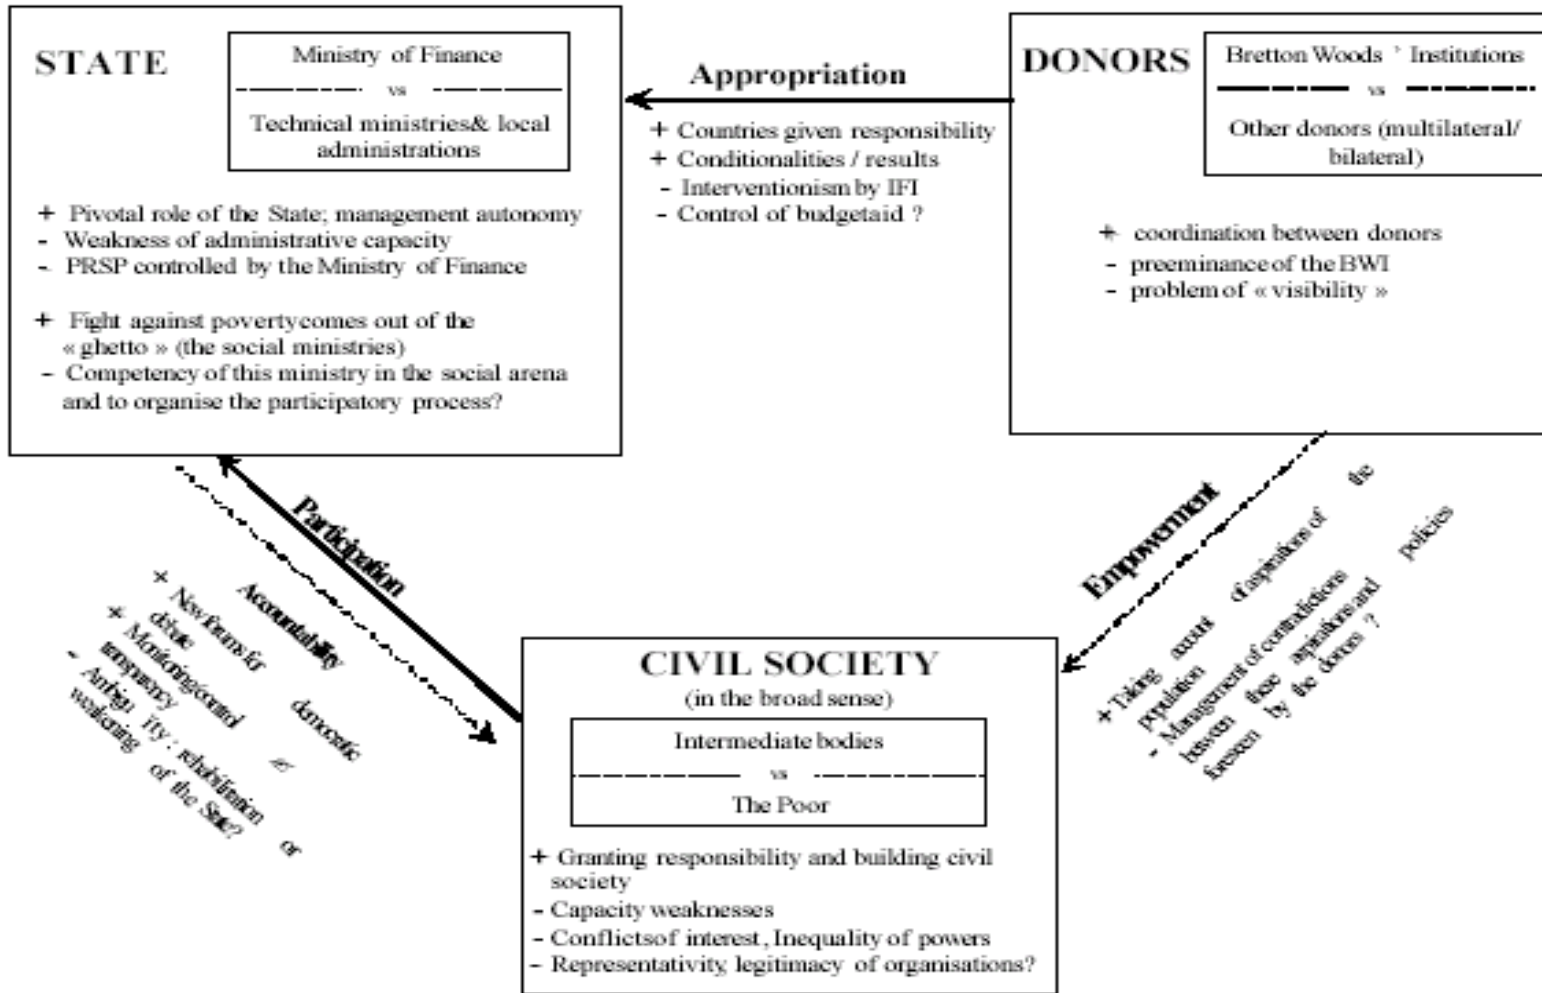 STATE
Ministry of Finance
vs
Technical ministries& local
administrations
+ Pivotal role of the State; management autonomy
- Weakness of administrative capacity
- PRSP controlled by the Ministry of Finance
+ Fight against povertycomes out of the
« ghetto » (the social ministries)
- Competency of this ministry in the social arena
and to organise the participatory process?
Appropriation
+ Countries given responsibility
+ Conditionalities / results
- Interventionism by IFI
- Control of budgetaid ?
DONORS
Bretton Woods ’ Institutions
vs
Other donors (multilateral/
bilateral)
+ coordination between donors
- preeminance of the BWI
- problem of « visibility »
Participation
Accountability
+ New forums for democratic
debate
+ Monitoring/control
transparency
- Ambigu ity : rehabilitation or
weakening of the State?
Empowerment
+ Taking account of aspirations of the
population
- Management of contradictions
between these aspirations and policies
foreseen by the donors ?
CIVIL SOCIETY
(in the broad sense)
Intermediate bodies
vs
The Poor
+ Granting responsibility and building civil
society
- Capacity weaknesses
- Conflictsof interest, Inequality of powers
- Representativity, legitimacy of organisations?